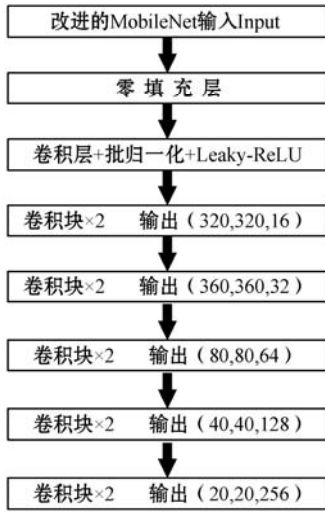 改进的MobileNet输入Input
零填充层
卷积层+批归一化+Leaky-ReLU
卷积块×2 输出（320,320,16）
卷积块×2 输出（360,360,32）
卷积块×2 输出（80,80,64）
卷积块×2 输出（40,40,128）
卷积块×2 输出（20,20,256）